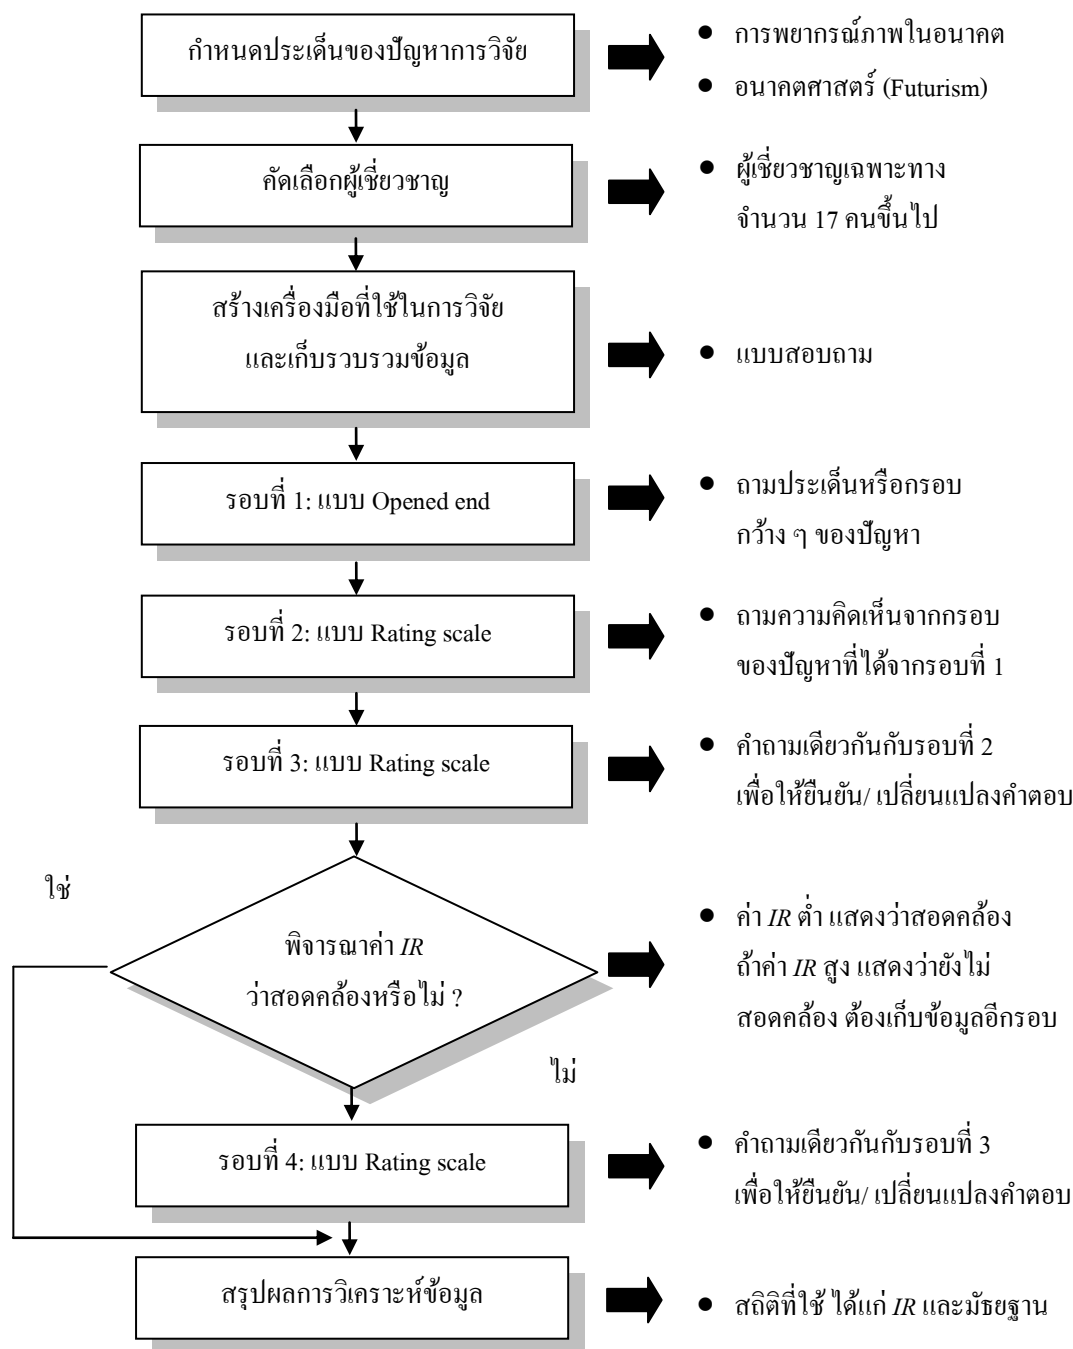 กำหนดประเด็นของปัญหาการวิจัย
● การพยากรณ์ภาพในอนาคต
● อนาคตศาสตร์ (Futurism)
คัดเลือกผู้เชี่ยวชาญ
● ผู้เชี่ยวชาญเฉพาะทาง
จำนวน 17 คนขึ้นไป
สร้างเครื่องมือที่ใช้ในการวิจัย
และเก็บรวบรวมข้อมูล
● แบบสอบถาม
รอบที่ 1: แบบ Opened end
● ถามประเด็นหรือกรอบ
กว้าง ๆ ของปัญหา
รอบที่ 2: แบบ Rating scale
● ถามความคิดเห็นจากกรอบ
ของปัญหาที่ได้จากรอบที่ 1
รอบที่ 3: แบบ Rating scale
● คำถามเดียวกันกับรอบที่ 2
เพื่อให้ยืนยัน/ เปลี่ยนแปลงคำตอบ
ใช่
พิจารณาค่า IR
ว่าสอดคล้องหรือไม่ ?
● ค่า IR ต่ำ แสดงว่าสอดคล้อง
ถ้าค่า IR สูง แสดงว่ายังไม่
สอดคล้อง ต้องเก็บข้อมูลอีกรอบ
ไม่
รอบที่ 4: แบบ Rating scale
● คำถามเดียวกันกับรอบที่ 3
เพื่อให้ยืนยัน/ เปลี่ยนแปลงคำตอบ
สรุปผลการวิเคราะห์ข้อมูล
● สถิติที่ใช้ ได้แก่ IR และมัธยฐาน